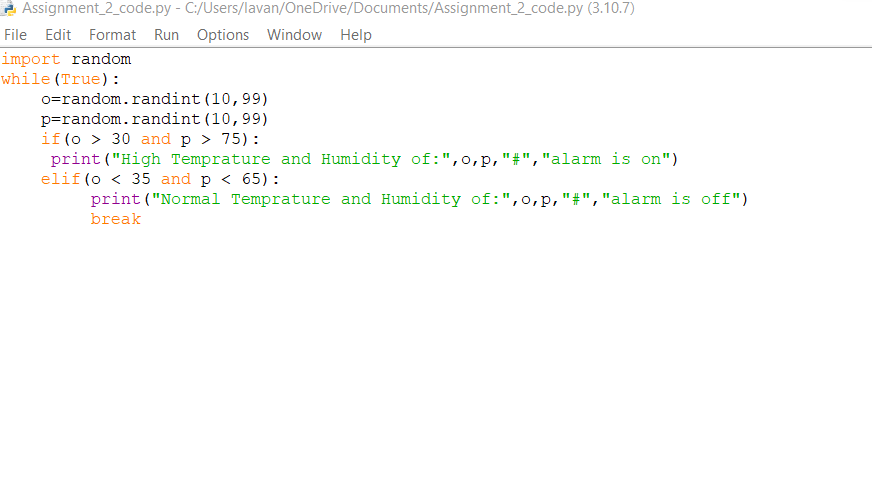 Assignment_2_code.py - C:/Users/lavan/OneDrive/Documents/Assignment_2_code.py (3.10.7)
File Edit Format Run Options Window Help
import random
while(True):
    o=random.randint(10,99)
    p=random.randint(10,99)
    if(o > 30 and p > 75):
     print("High Temprature and Humidity of:",o,p,"#","alarm is on")
    elif(o < 35 and p < 65):
         print("Normal Temprature and Humidity of:",o,p,"#","alarm is off")
         break